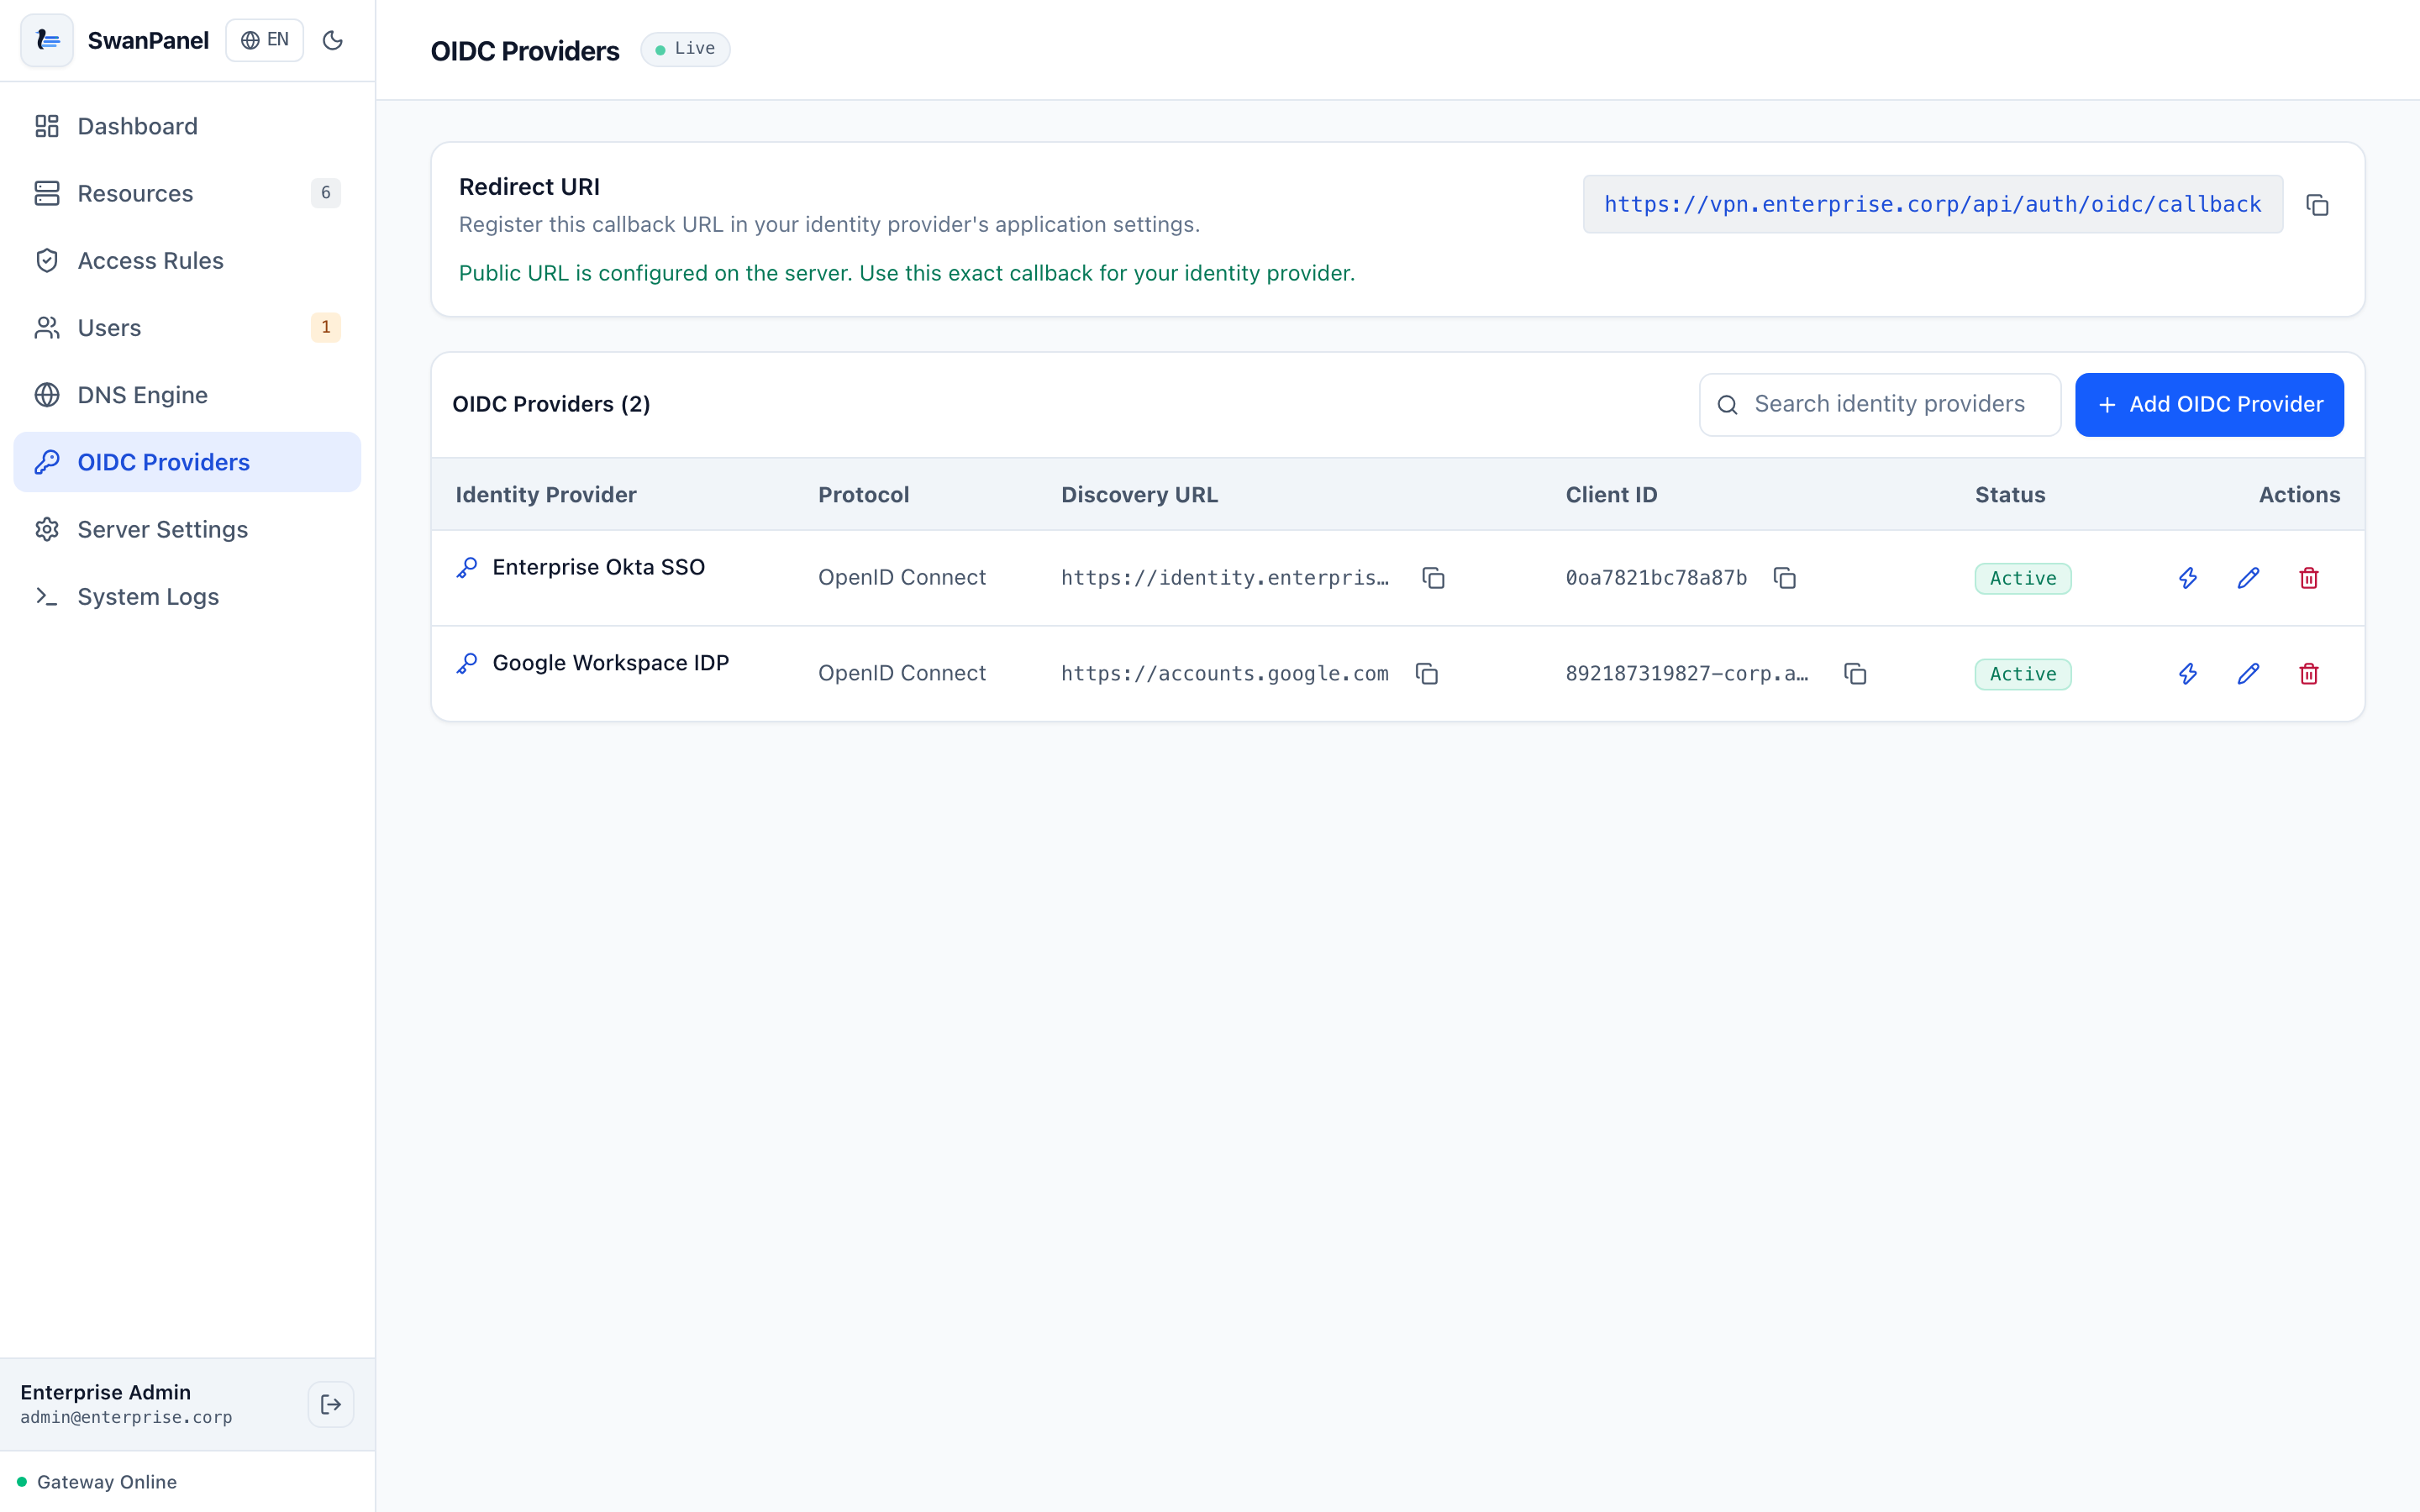 SwanPanel
EN
Dashboard
Resources
6
Access Rules
Users
1
DNS Engine
OIDC Providers
Server Settings
System Logs
Enterprise Admin
admin@enterprise.corp
Gateway Online
OIDC Providers
Live
Redirect URI
Register this callback URL in your identity provider's application settings.
Public URL is configured on the server. Use this exact callback for your identity provider.
https://vpn.enterprise.corp/api/auth/oidc/callback
OIDC Providers (2)
Search identity providers
Add OIDC Provider
Identity Provider Protocol Discovery URL Client ID Status Actions
Enterprise Okta SSO OpenID Connect https://identity.enterpris… 0oa7821bc78a87b Active
Google Workspace IDP OpenID Connect https://accounts.google.com 892187319827-corp.a… Active